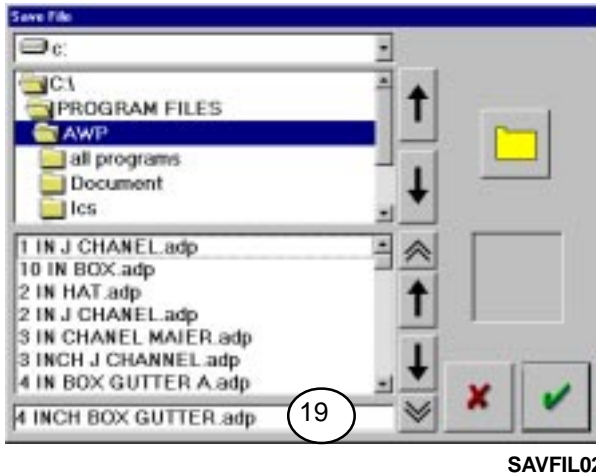 Save File
c:
C:\
PROGRAM FILES
AWP
all programs
Document
Ics
1 IN J CHANEL.adp
10 IN BOX.adp
2 IN HAT.adp
2 IN J CHANEL.adp
3 IN CHANEL MAIER.adp
3 INCH J CHANNEL.adp
4 IN BOX GUTTER A.adp
4 INCH BOX GUTTER.adp 19
SAVFIL02